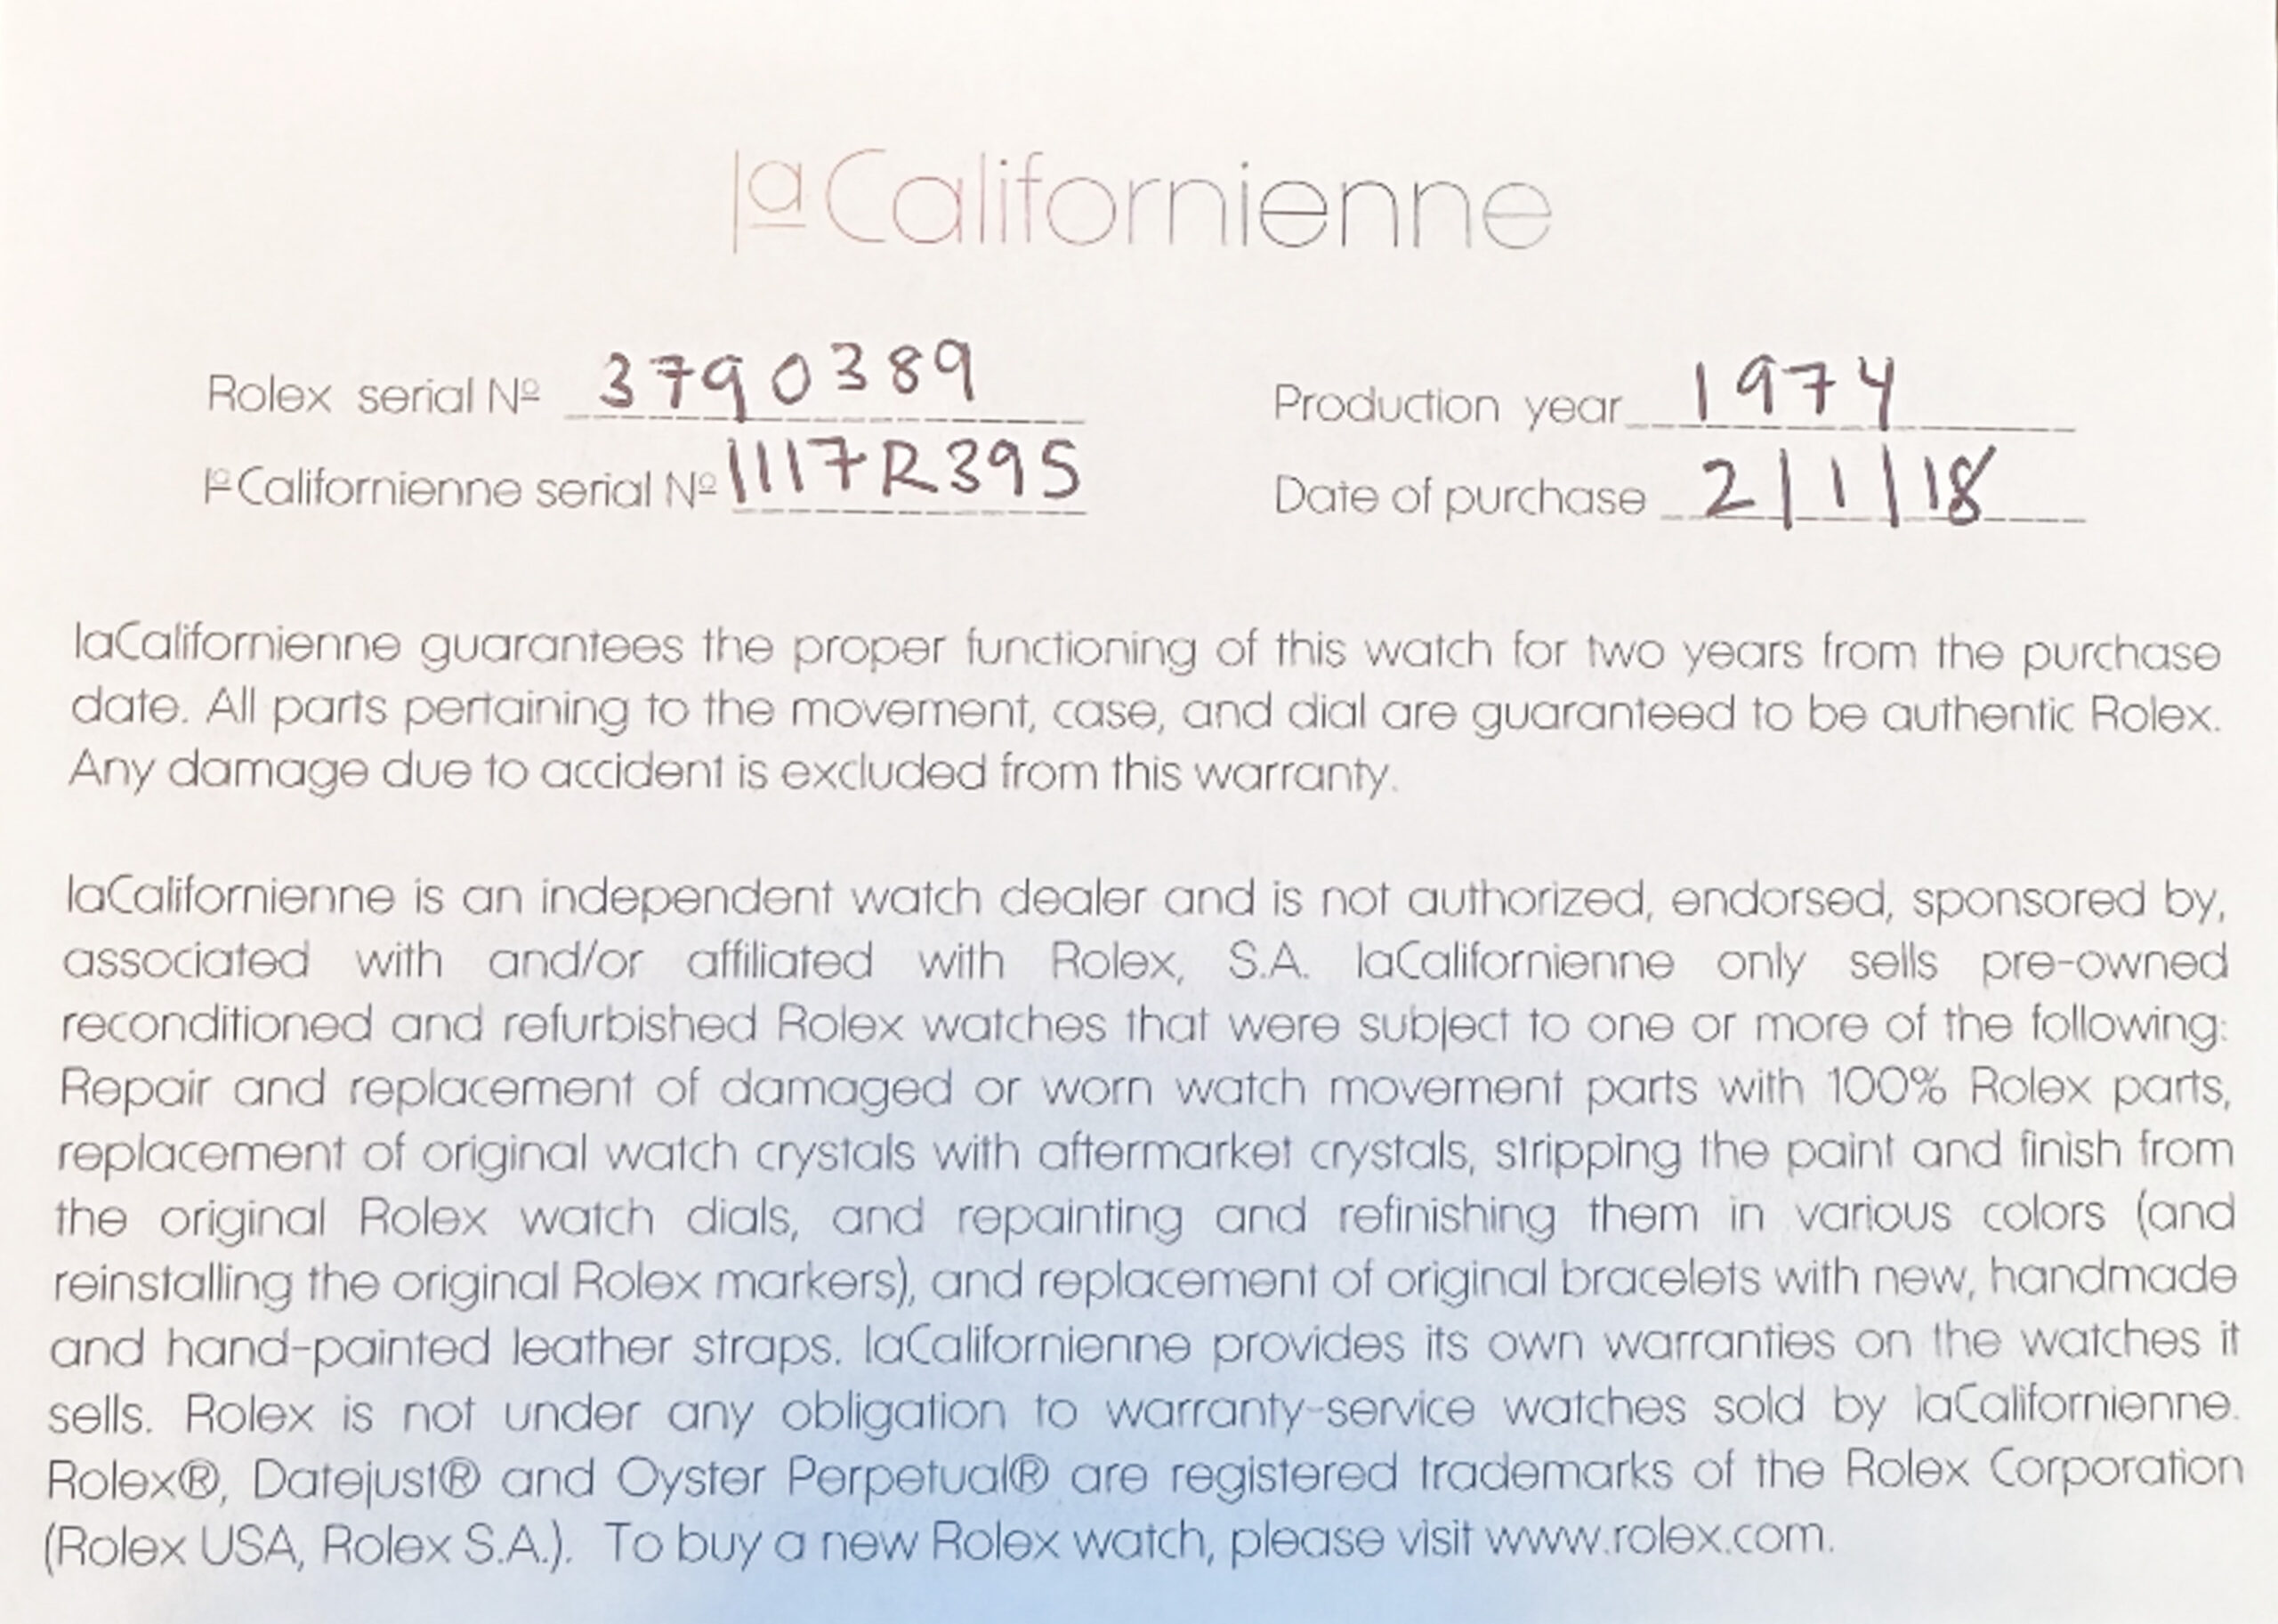 laCalifornienne
Rolex serial Nº 3790389
Production year 1974
laCalifornienne serial Nº 1117R395
Date of purchase 2/1/18
laCalifornienne guarantees the proper functioning of this watch for two years from the purchase
date. All parts pertaining to the movement, case, and dial are guaranteed to be authentic Rolex.
Any damage due to accident is excluded from this warranty.
laCalifornienne is an independent watch dealer and is not authorized, endorsed, sponsored by,
associated with and/or affiliated with Rolex, S.A. laCalifornienne only sells pre-owned
reconditioned and refurbished Rolex watches that were subject to one or more of the following:
Repair and replacement of damaged or worn watch movement parts with 100% Rolex parts,
replacement of original watch crystals with aftermarket crystals, stripping the paint and finish from
the original Rolex watch dials, and repainting and refinishing them in various colors (and
reinstalling the original Rolex markers), and replacement of original bracelets with new, handmade
and hand-painted leather straps. laCalifornienne provides its own warranties on the watches it
sells. Rolex is not under any obligation to warranty-service watches sold by laCalifornienne.
Rolex®, Datejust® and Oyster Perpetual® are registered trademarks of the Rolex Corporation
(Rolex USA, Rolex S.A.). To buy a new Rolex watch, please visit www.rolex.com.